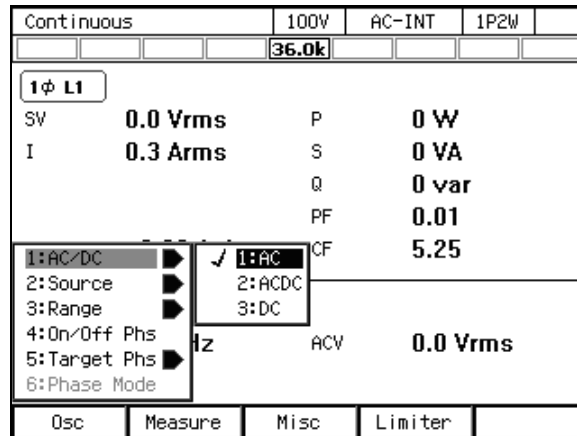 Continuous 100V AC-INT 1P2W
36.0k
1ϕ L1
SV 0.0 Vrms P 0 W
I 0.3 Arms S 0 VA
Q 0 var
PF 0.01
CF 5.25
1:AC/DC ✓ 1:AC
2:Source 2:ACDC
3:Range 3:DC
4:On/Off Phs
5:Target Phs
Hz ACV 0.0 Vrms
6:Phase Mode
Osc Measure Misc Limiter